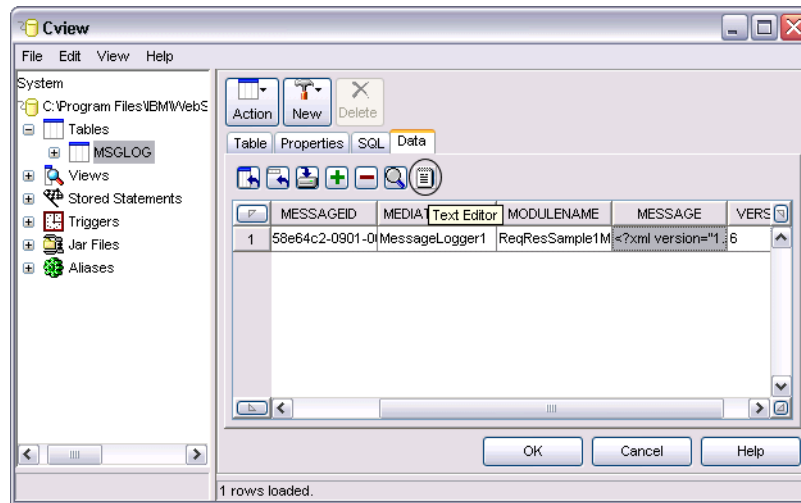 Cview
File Edit View Help
System
C:\Program Files\IBM\WebS
Tables
MSGLOG
Views
Stored Statements
Triggers
Jar Files
Aliases
Action New Delete
Table Properties SQL Data
MESSAGEID MEDIAT Text Editor MODULENAME MESSAGE VERS
1 58e64c2-0901-0 MessageLogger1 ReqResSample1M <?xml version="1. 6
OK Cancel Help
1 rows loaded.